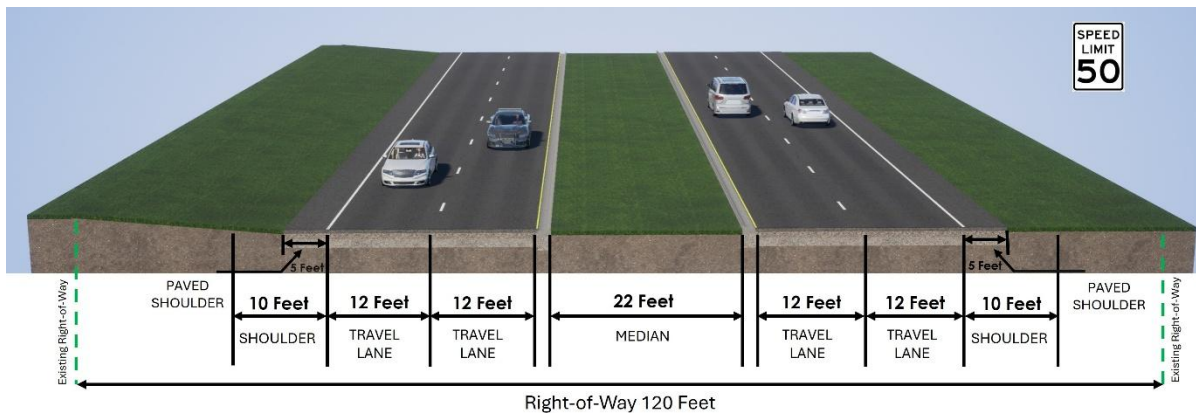 SPEED
LIMIT
50
5 Feet
5 Feet
PAVED
SHOULDER
PAVED
SHOULDER
Existing Right-of-Way
10 Feet
12 Feet
12 Feet
22 Feet
12 Feet
12 Feet
10 Feet
Existing Right-of-Way
SHOULDER
TRAVEL
LANE
TRAVEL
LANE
MEDIAN
TRAVEL
LANE
TRAVEL
LANE
SHOULDER
Right-of-Way 120 Feet